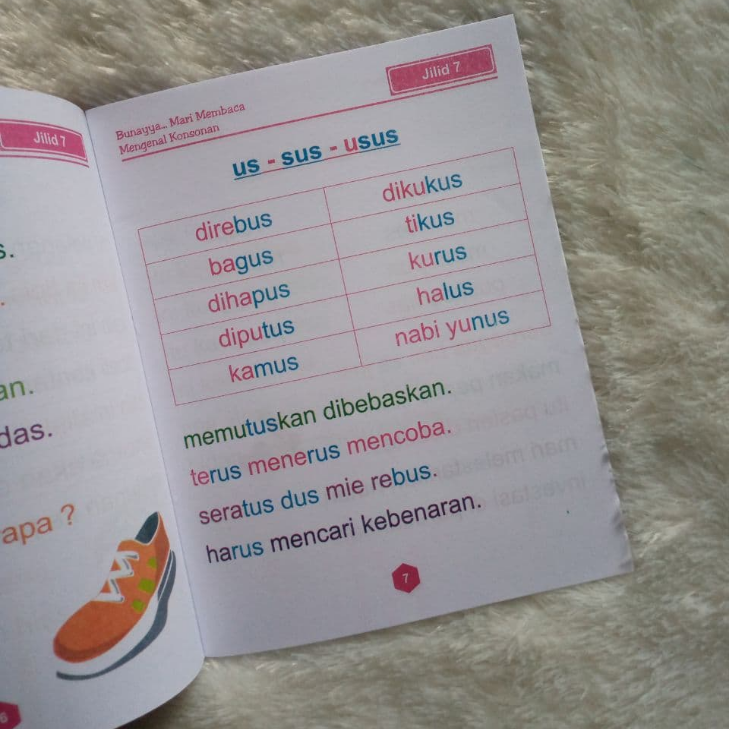 Jilid 7
s.
.
an.
das.
apa ?
6
Bunayya... Mari Membaca
Mengenal Konsonan
Jilid 7
us - sus - usus
direbus dikukus
bagus tikus
dihapus kurus
diputus halus
kamus nabi yunus
memutuskan dibebaskan.
terus menerus mencoba.
seratus dus mie rebus.
harus mencari kebenaran.
7